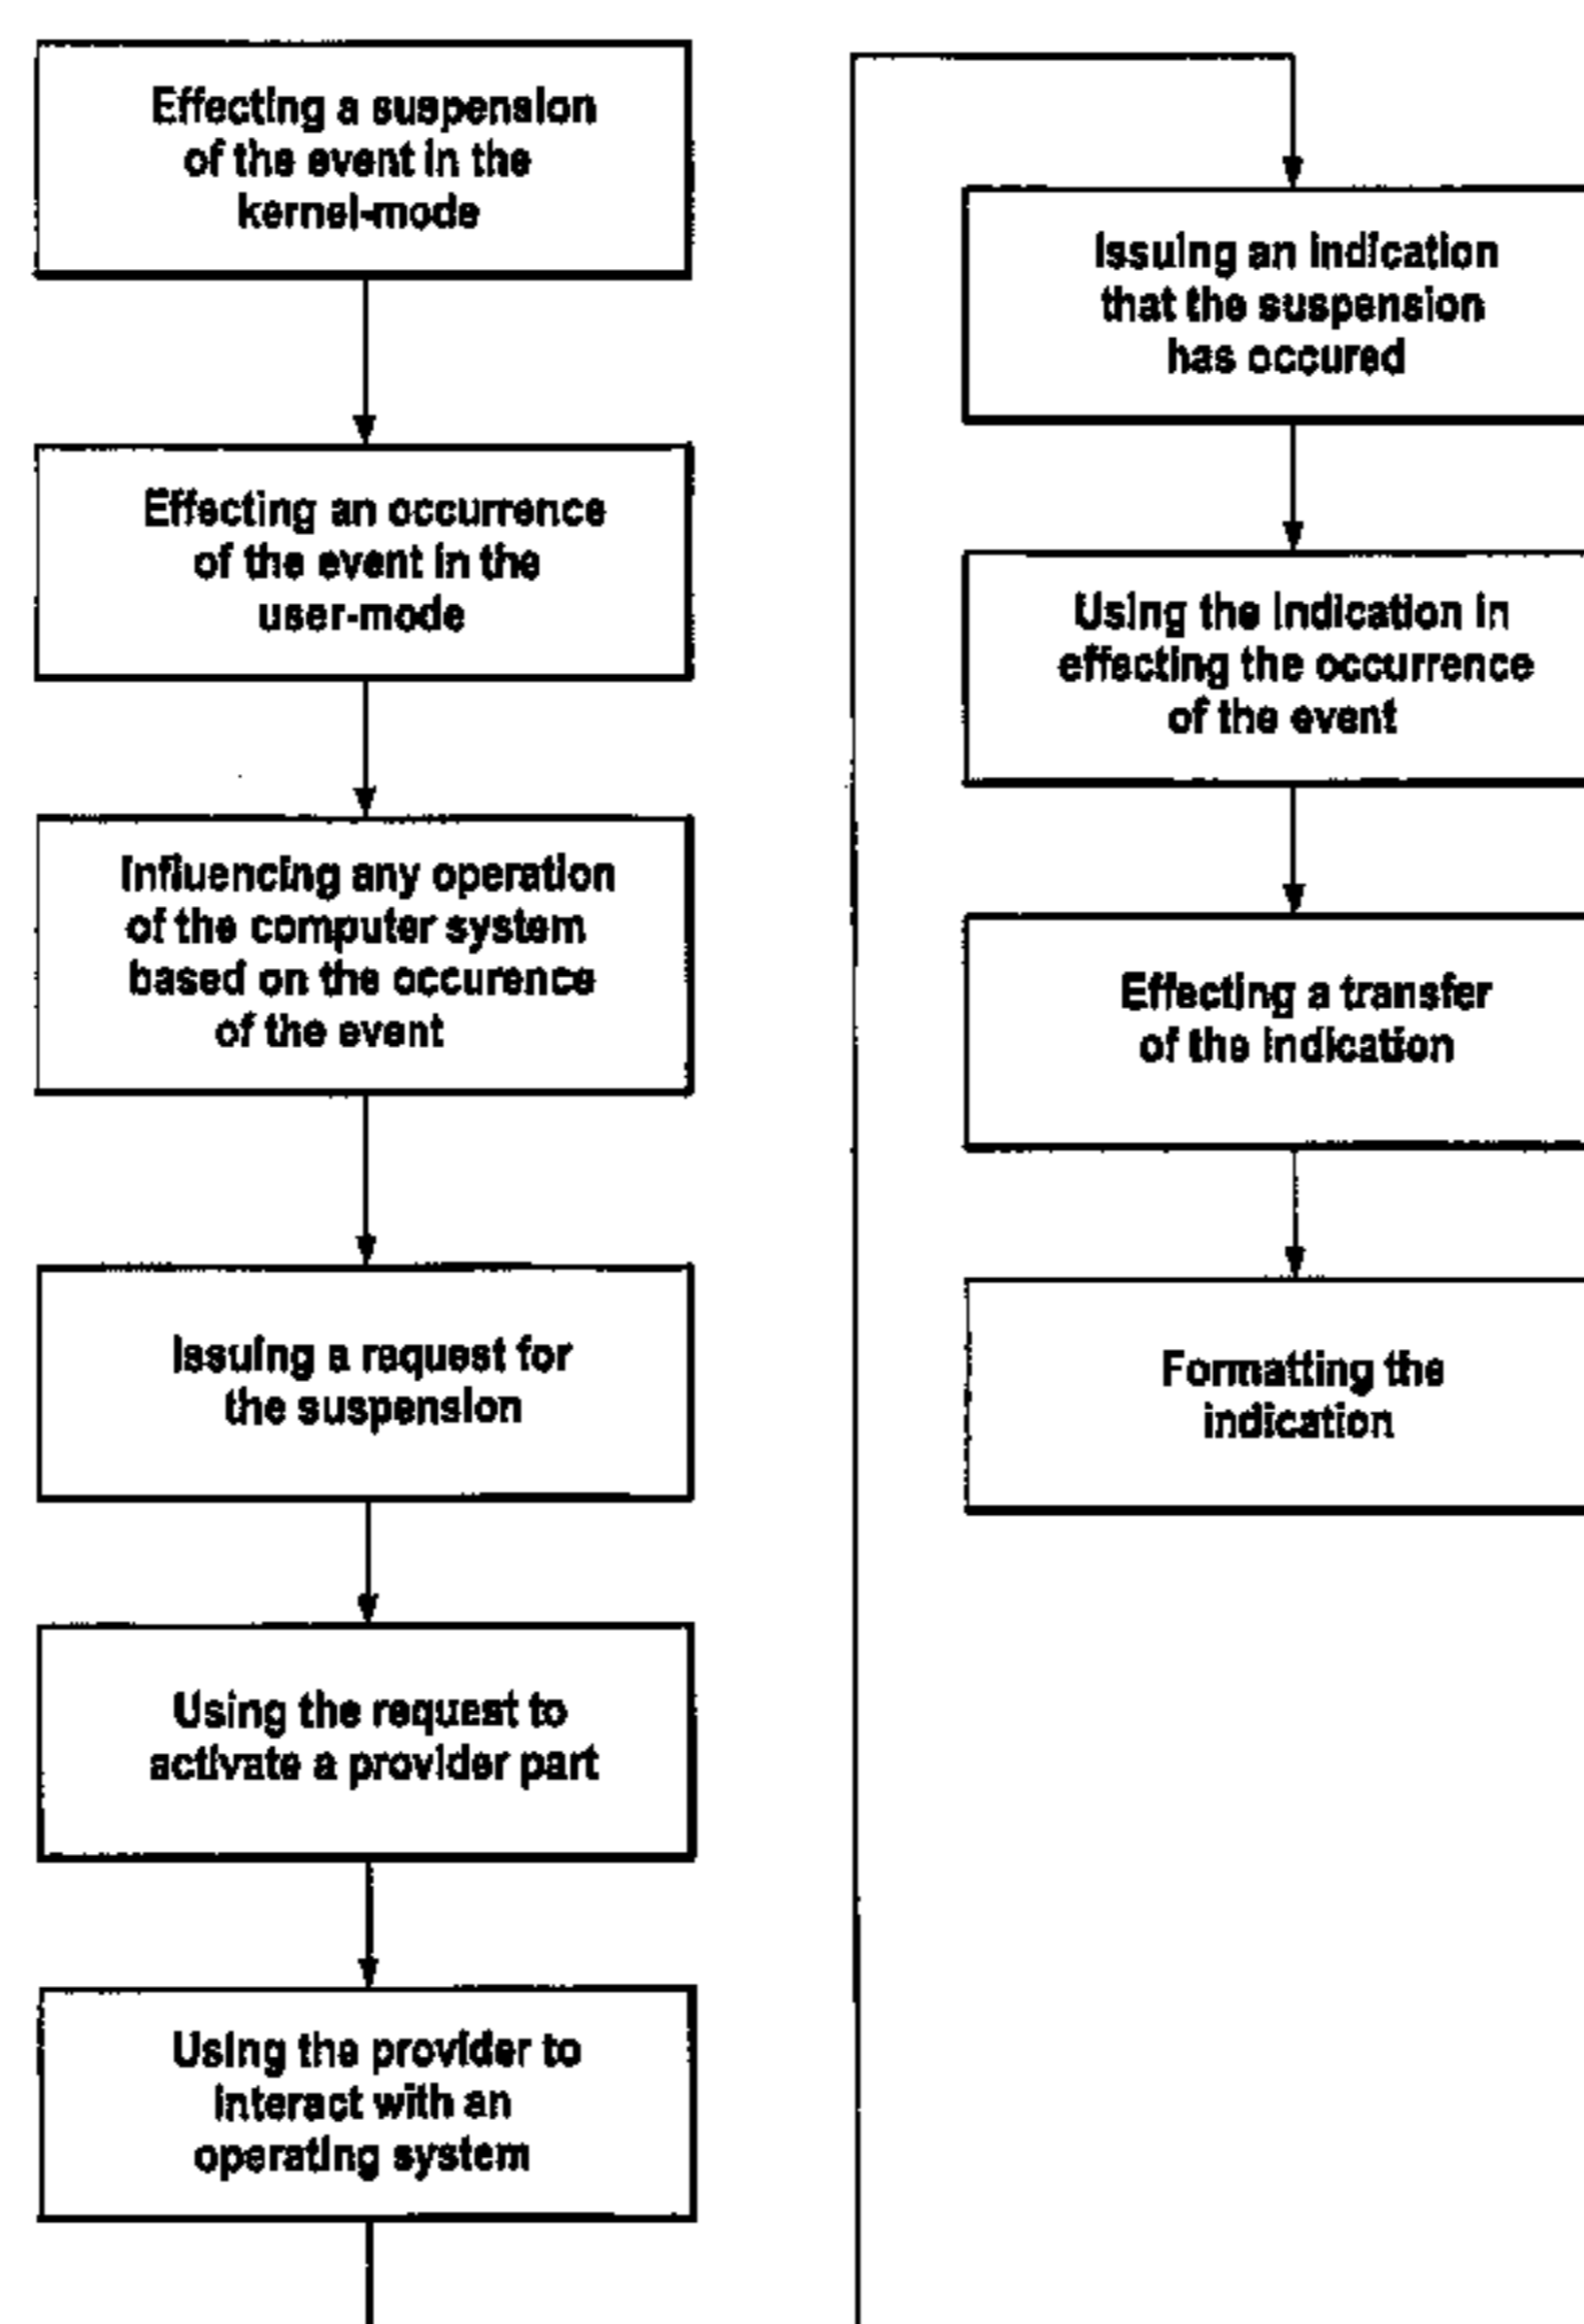 Effecting a suspension
of the event in the
kernel-mode
Effecting an occurrence
of the event in the
user-mode
Influencing any operation
of the computer system
based on the occurence
of the event
Issuing a request for
the suspension
Using the request to
activate a provider part
Using the provider to
interact with an
operating system
Issuing an indication
that the suspension
has occured
Using the indication in
effecting the occurrence
of the event
Effecting a transfer
of the indication
Formatting the
indication